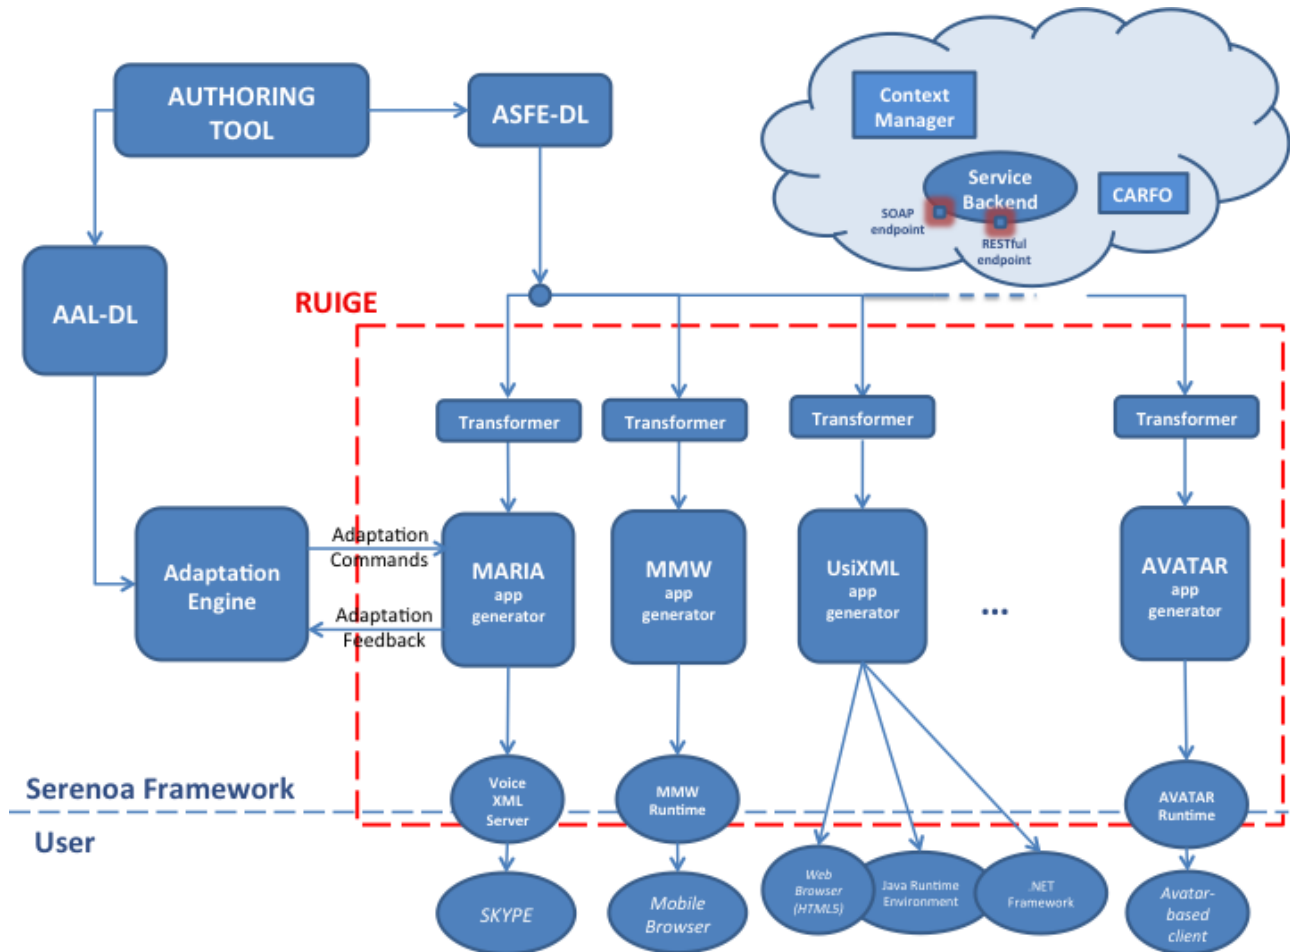 AUTHORING
TOOL
ASFE-DL
Context
Manager
Service
Backend
CARFO
SOAP
endpoint
RESTful
endpoint
AAL-DL
RUIGE
Transformer
Transformer
Transformer
Transformer
Adaptation
Engine
Adaptation
Commands
Adaptation
Feedback
MARIA
app
generator
MMW
app
generator
UsiXML
app
generator
...
AVATAR
app
generator
Serenoa Framework
User
Voice
XML
Server
MMW
Runtime
AVATAR
Runtime
SKYPE
Mobile
Browser
Web
Browser
(HTML5)
Java Runtime
Environment
.NET
Framework
Avatar-
based
client